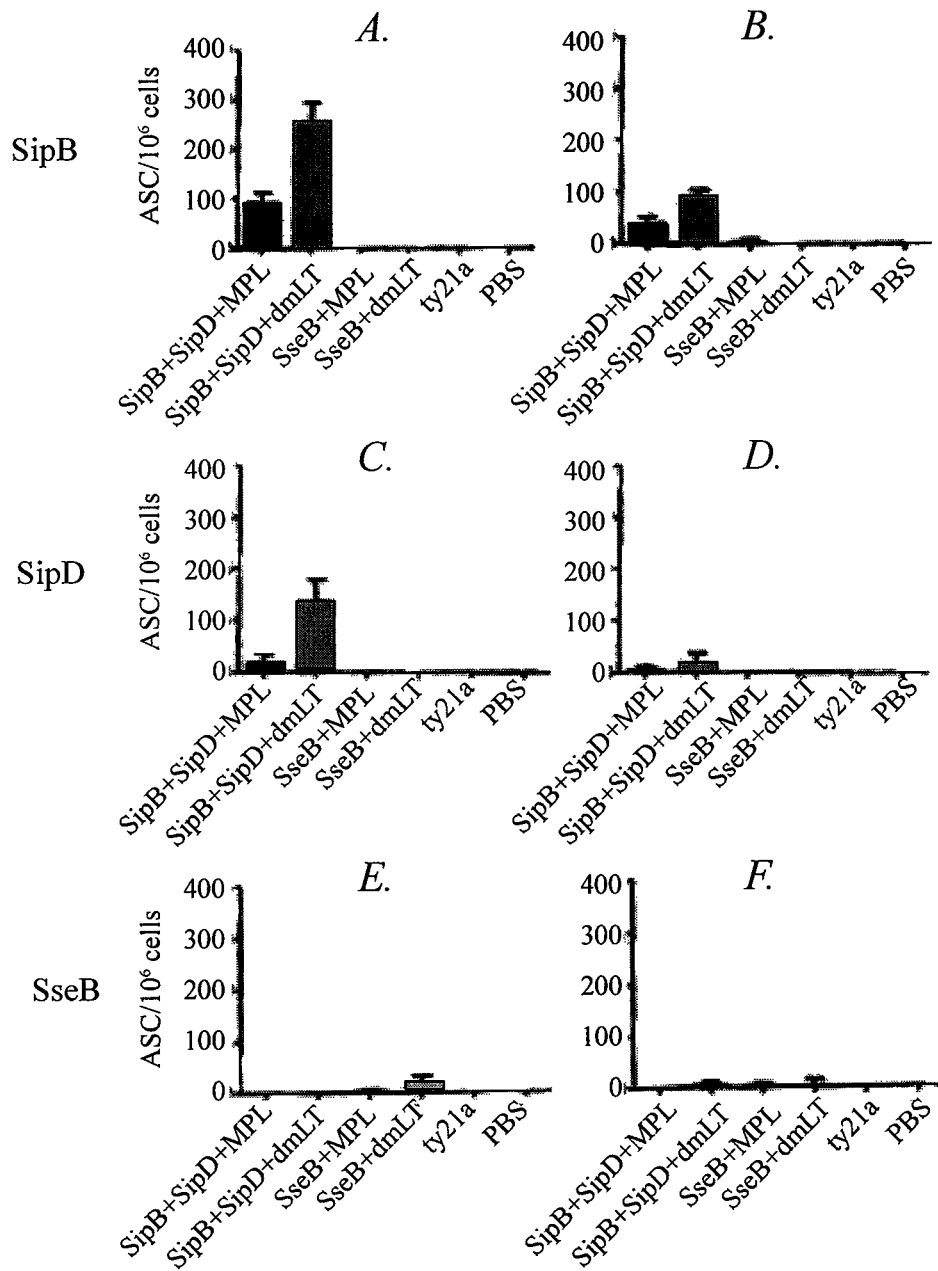 A.
B.
SipB
ASC/10⁶ cells
400
300
200
100
0
SipB+SipD+MPL
SipB+SipD+dmLT
SseB+MPL
SseB+dmLT
ty21a
PBS
400
300
200
100
0
SipB+SipD+MPL
SipB+SipD+dmLT
SseB+MPL
SseB+dmLT
ty21a
PBS
C.
D.
SipD
ASC/10⁶ cells
400
300
200
100
0
SipB+SipD+MPL
SipB+SipD+dmLT
SseB+MPL
SseB+dmLT
ty21a
PBS
400
300
200
100
0
SipB+SipD+MPL
SipB+SipD+dmLT
SseB+MPL
SseB+dmLT
ty21a
PBS
E.
F.
SseB
ASC/10⁶ cells
400
300
200
100
0
SipB+SipD+MPL
SipB+SipD+dmLT
SseB+MPL
SseB+dmLT
ty21a
PBS
400
300
200
100
0
SipB+SipD+MPL
SipB+SipD+dmLT
SseB+MPL
SseB+dmLT
ty21a
PBS